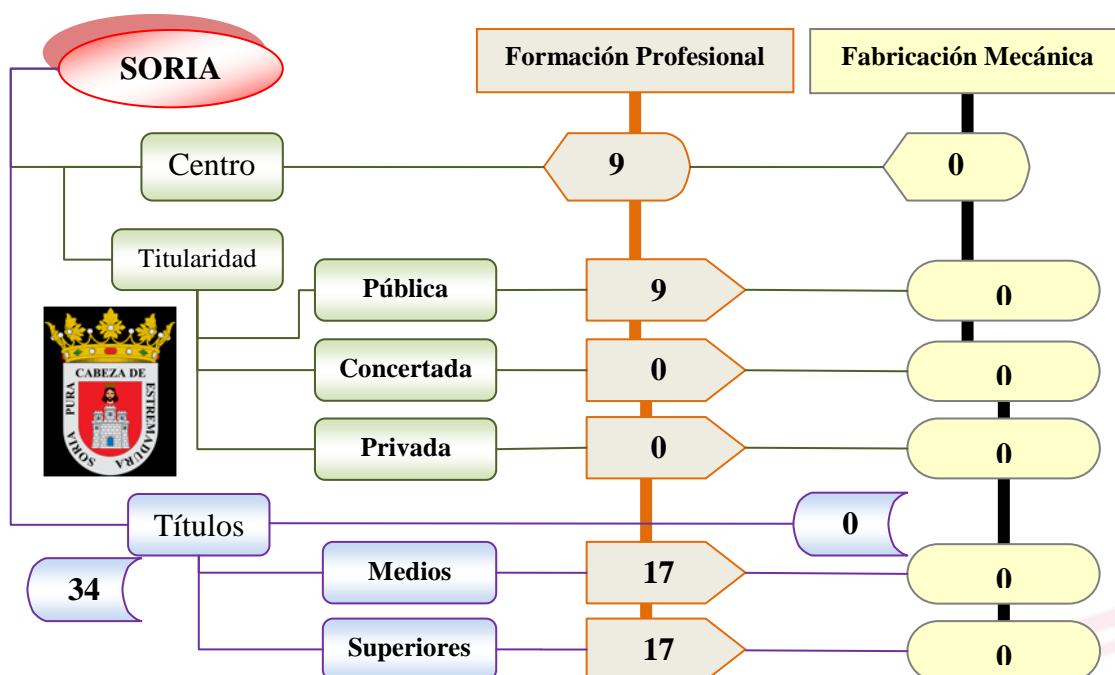 SORIA
Formación Profesional
Fabricación Mecánica
Centro
9
0
Titularidad
Pública
9
0
Concertada
0
0
Privada
0
0
CABEZA DE
ESTREMADURA
SORIA PURA
Títulos
0
34
Medios
17
0
Superiores
17
0